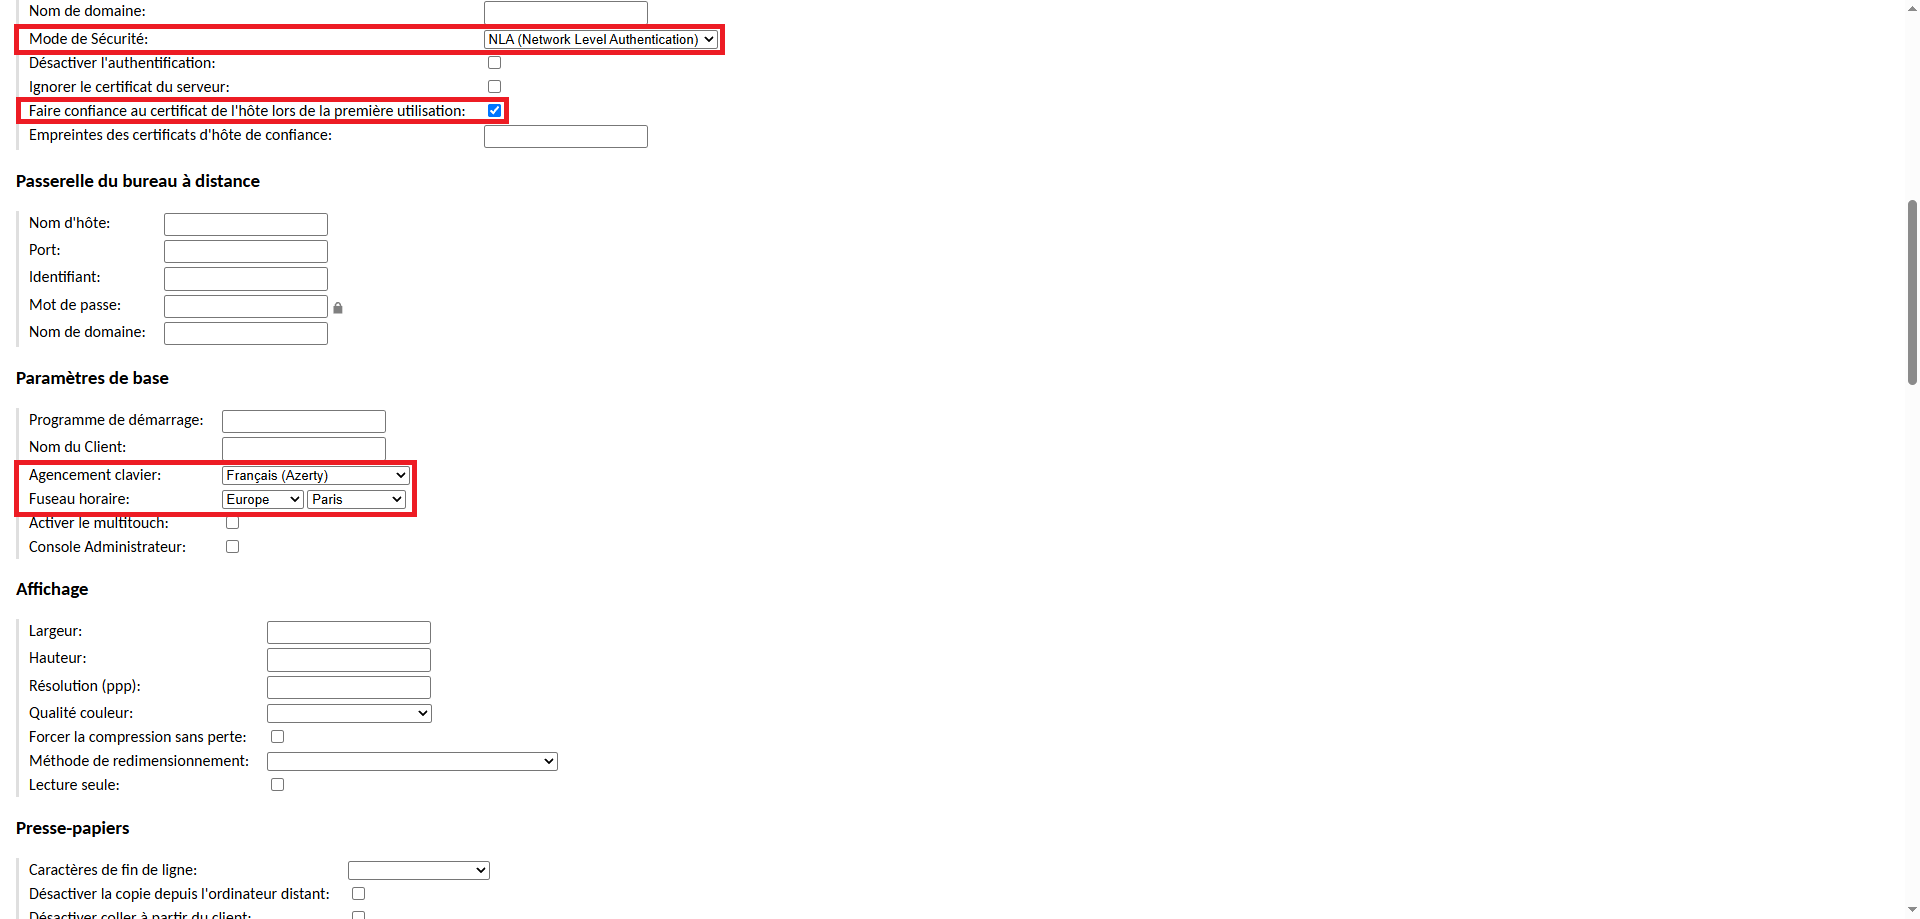 Nom de domaine:
Mode de Sécurité: NLA (Network Level Authentication)
Désactiver l'authentification:
Ignorer le certificat du serveur:
Faire confiance au certificat de l'hôte lors de la première utilisation:
Empreintes des certificats d'hôte de confiance:
Passerelle du bureau à distance
Nom d'hôte:
Port:
Identifiant:
Mot de passe:
Nom de domaine:
Paramètres de base
Programme de démarrage:
Nom du Client:
Agencement clavier: Français (Azerty)
Fuseau horaire: Europe Paris
Activer le multitouch:
Console Administrateur:
Affichage
Largeur:
Hauteur:
Résolution (ppp):
Qualité couleur:
Forcer la compression sans perte:
Méthode de redimensionnement:
Lecture seule:
Presse-papiers
Caractères de fin de ligne:
Désactiver la copie depuis l'ordinateur distant:
Désactiver coller à partir du client: